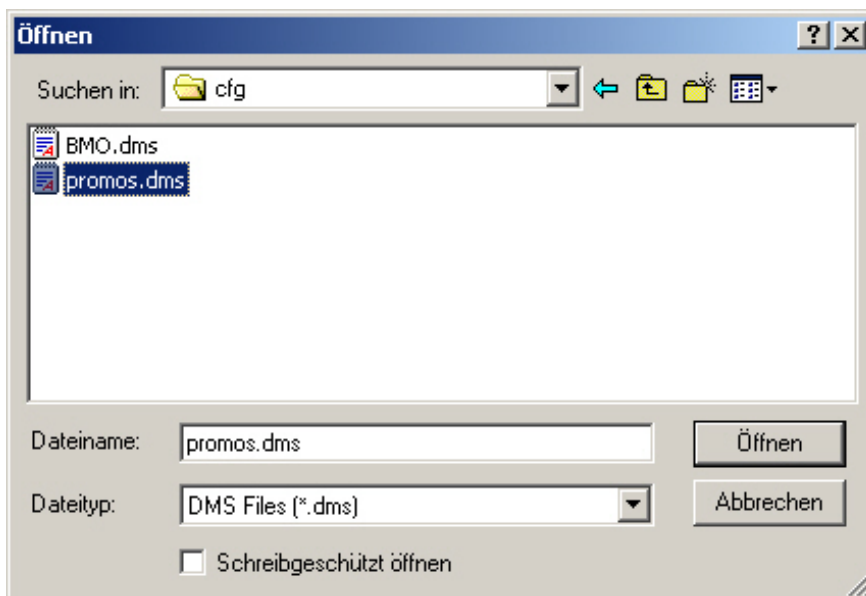 Öffnen
Suchen in: cfg
BMO.dms
promos.dms
Dateiname: promos.dms Öffnen
Dateityp: DMS Files (*.dms) Abbrechen
Schreibgeschützt öffnen